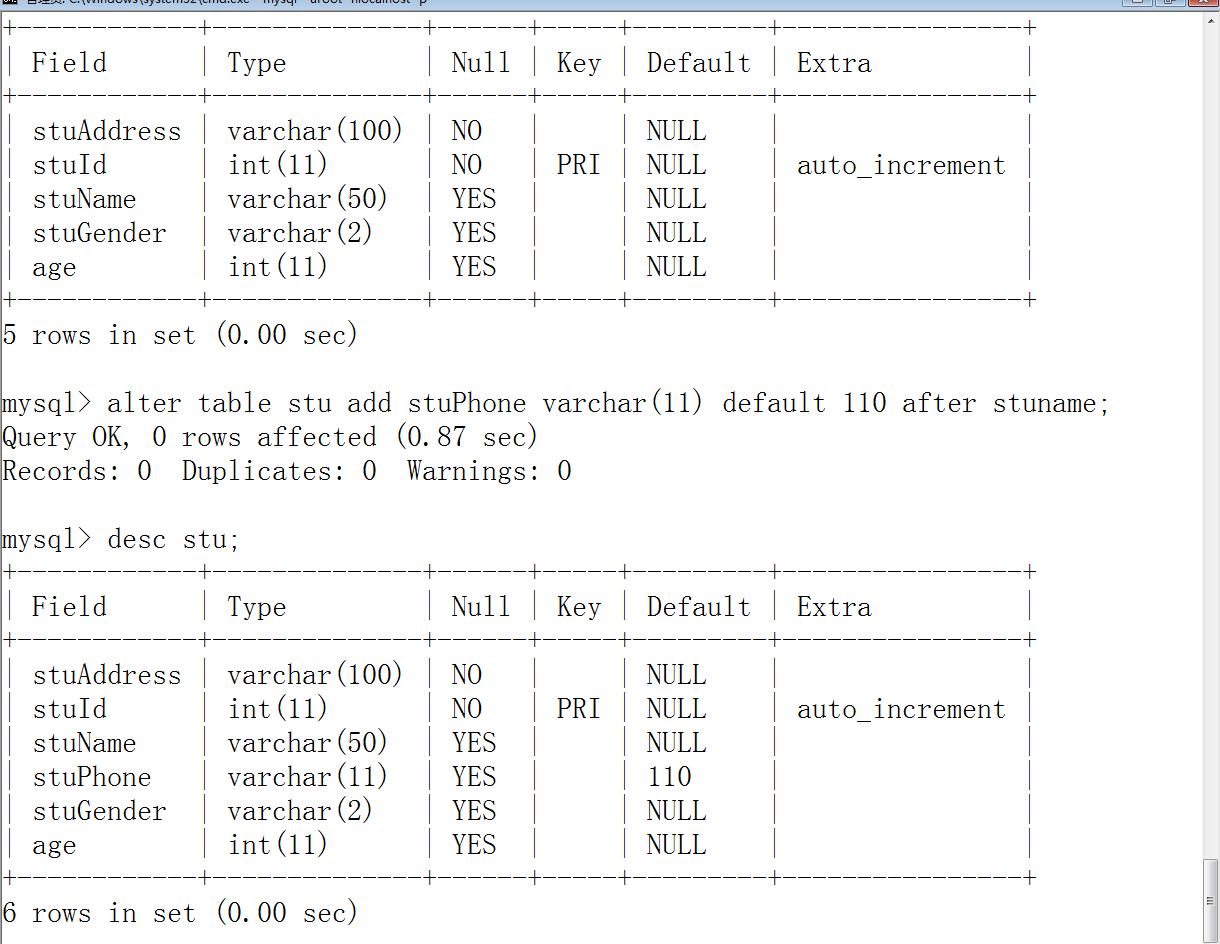 管理员: C:\Windows\system32\cmd.exe - mysql -uroot -hlocalhost -p
+-------------+--------------+------+-----+---------+----------------+
| Field       | Type         | Null | Key | Default | Extra          |
+-------------+--------------+------+-----+---------+----------------+
| stuAddress  | varchar(100) | NO   |     | NULL    |                |
| stuId       | int(11)      | NO   | PRI | NULL    | auto_increment |
| stuName     | varchar(50)  | YES  |     | NULL    |                |
| stuGender   | varchar(2)   | YES  |     | NULL    |                |
| age         | int(11)      | YES  |     | NULL    |                |
+-------------+--------------+------+-----+---------+----------------+
5 rows in set (0.00 sec)
mysql> alter table stu add stuPhone varchar(11) default 110 after stuname;
Query OK, 0 rows affected (0.87 sec)
Records: 0  Duplicates: 0  Warnings: 0
mysql> desc stu;
+-------------+--------------+------+-----+---------+----------------+
| Field       | Type         | Null | Key | Default | Extra          |
+-------------+--------------+------+-----+---------+----------------+
| stuAddress  | varchar(100) | NO   |     | NULL    |                |
| stuId       | int(11)      | NO   | PRI | NULL    | auto_increment |
| stuName     | varchar(50)  | YES  |     | NULL    |                |
| stuPhone    | varchar(11)  | YES  |     | 110     |                |
| stuGender   | varchar(2)   | YES  |     | NULL    |                |
| age         | int(11)      | YES  |     | NULL    |                |
+-------------+--------------+------+-----+---------+----------------+
6 rows in set (0.00 sec)